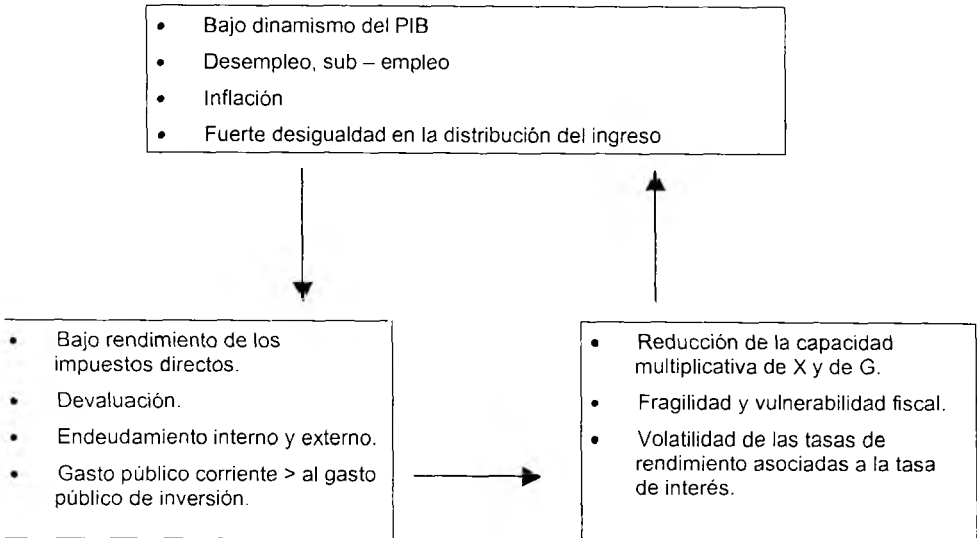 • Bajo dinamismo del PIB
• Desempleo, sub – empleo
• Inflación
• Fuerte desigualdad en la distribución del ingreso
• Bajo rendimiento de los
impuestos directos.
• Devaluación.
• Endeudamiento interno y externo.
• Gasto público corriente > al gasto
público de inversión.
• Reducción de la capacidad
multiplicativa de X y de G.
• Fragilidad y vulnerabilidad fiscal.
• Volatilidad de las tasas de
rendimiento asociadas a la tasa
de interés.